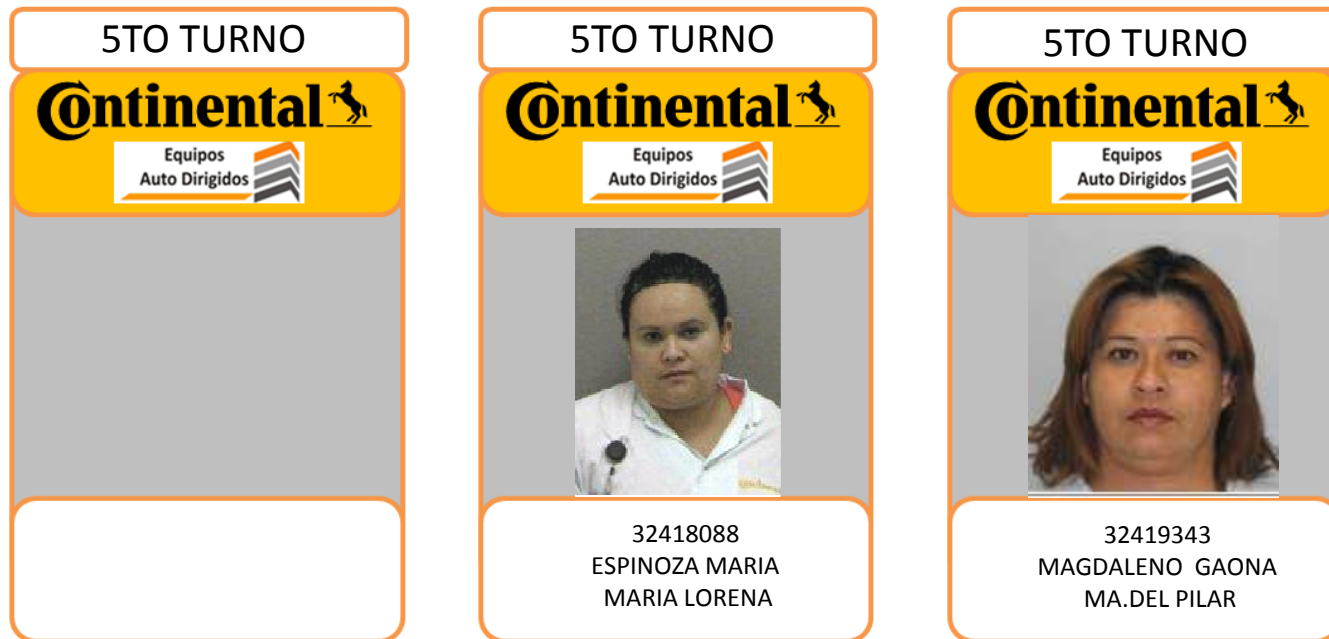 5TO TURNO
Continental
Equipos
Auto Dirigidos
5TO TURNO
Continental
Equipos
Auto Dirigidos
32418088
ESPINOZA MARIA
MARIA LORENA
5TO TURNO
Continental
Equipos
Auto Dirigidos
32419343
MAGDALENO GAONA
MA.DEL PILAR